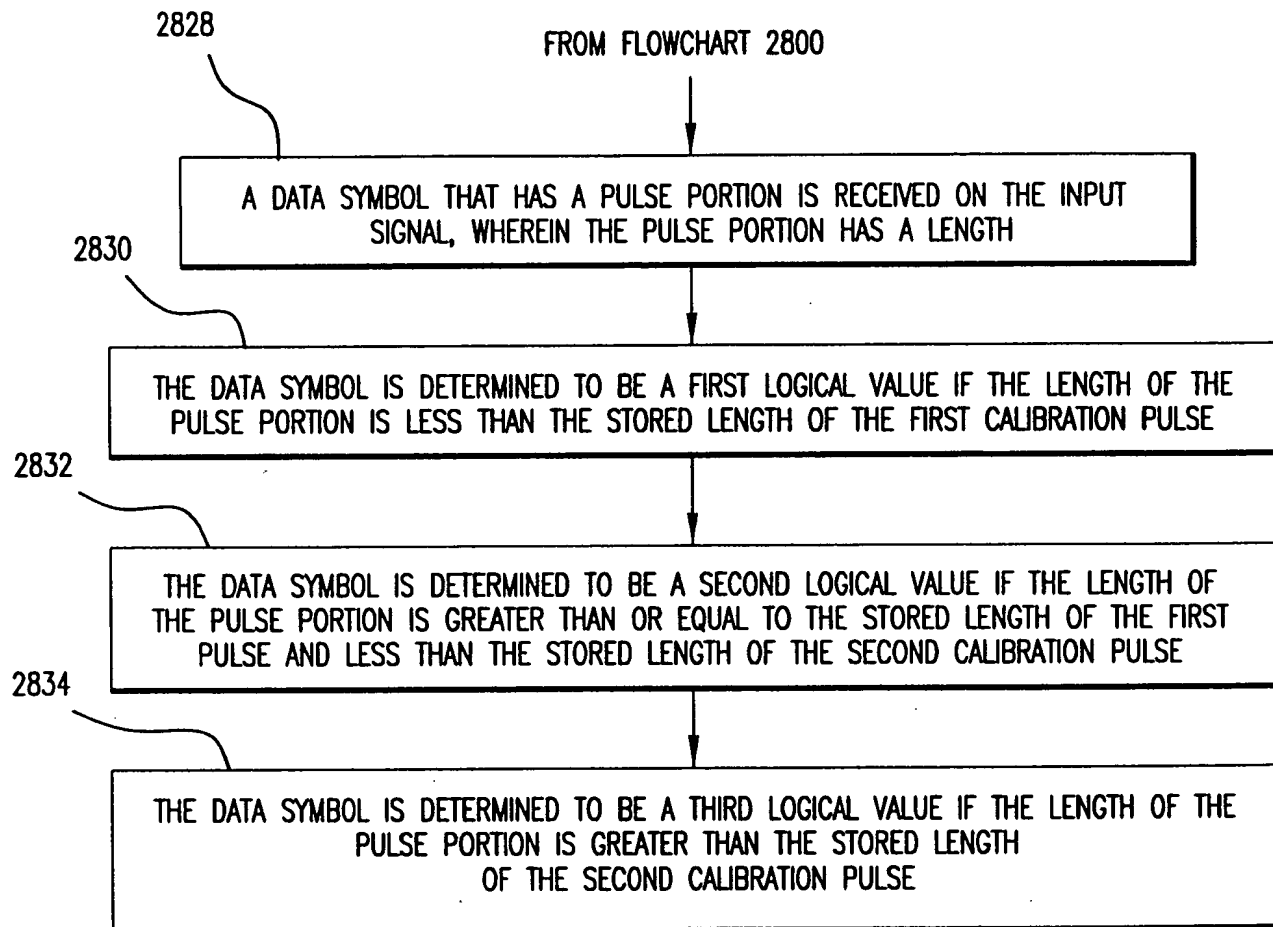 2828
FROM FLOWCHART 2800
A DATA SYMBOL THAT HAS A PULSE PORTION IS RECEIVED ON THE INPUT
SIGNAL, WHEREIN THE PULSE PORTION HAS A LENGTH
2830
THE DATA SYMBOL IS DETERMINED TO BE A FIRST LOGICAL VALUE IF THE LENGTH OF THE
PULSE PORTION IS LESS THAN THE STORED LENGTH OF THE FIRST CALIBRATION PULSE
2832
THE DATA SYMBOL IS DETERMINED TO BE A SECOND LOGICAL VALUE IF THE LENGTH OF
THE PULSE PORTION IS GREATER THAN OR EQUAL TO THE STORED LENGTH OF THE FIRST
PULSE AND LESS THAN THE STORED LENGTH OF THE SECOND CALIBRATION PULSE
2834
THE DATA SYMBOL IS DETERMINED TO BE A THIRD LOGICAL VALUE IF THE LENGTH OF THE
PULSE PORTION IS GREATER THAN THE STORED LENGTH
OF THE SECOND CALIBRATION PULSE